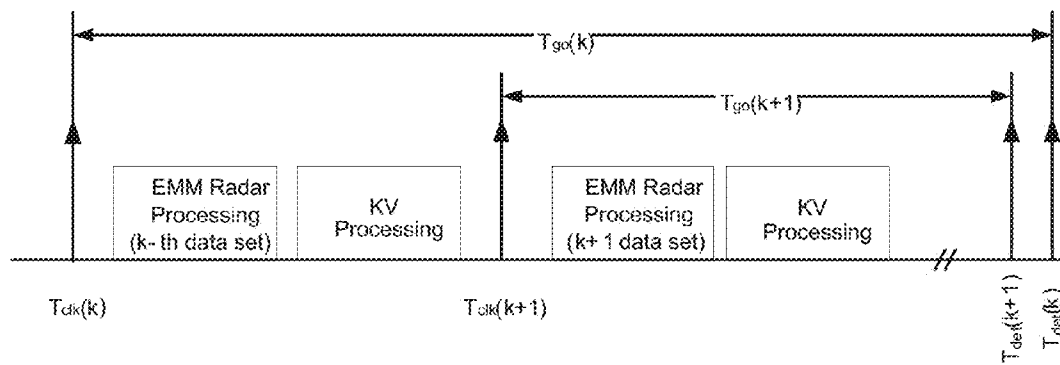 Tgo(k)
Tgo(k+1)
EMM Radar
Processing
(k- th data set)
KV
Processing
EMM Radar
Processing
(k+ 1 data set)
KV
Processing
Tclk(k)
Tclk(k+1)
Tdet(k+1)
Tdet(k)